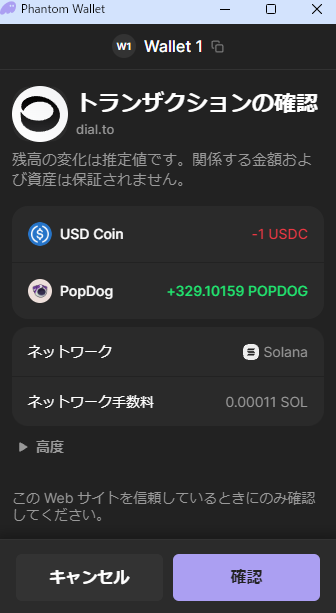 Phantom Wallet
W1 Wallet 1
トランザクションの確認
dial.to
残高の変化は推定値です。関係する金額およ
び資産は保証されません。
USD Coin -1 USDC
PopDog +329.10159 POPDOG
ネットワーク Solana
ネットワーク手数料 0.00011 SOL
高度
この Web サイトを信頼しているときにのみ確認
してください。
キャンセル 確認